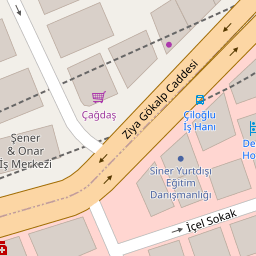 Ziya Gökalp Caddesi
Çağdaş
Çiloğlu
İş Hanı
Şener
& Onar
İş Merkezi
Siner Yurtdışı
Eğitim
Danışmanlığı
İçel Sokak